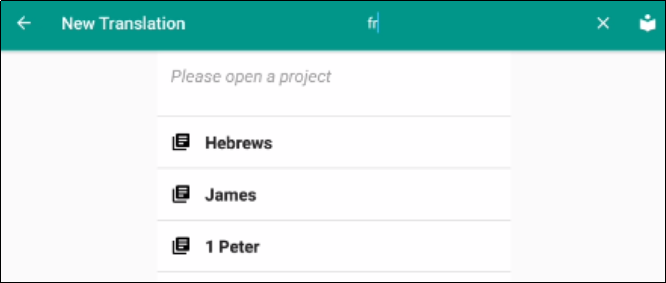 New Translation fr
Please open a project
Hebrews
James
1 Peter